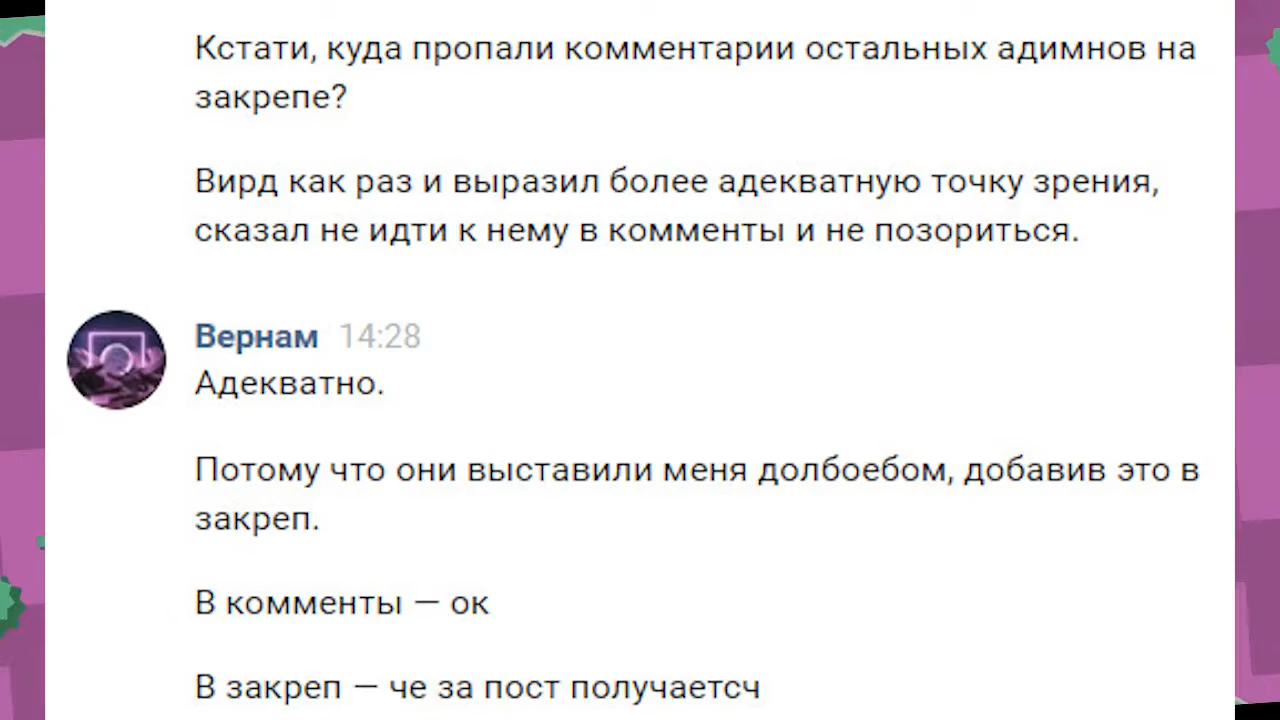 Кстати, куда пропали комментарии остальных адимнов на
закрепе?
Вирд как раз и выразил более адекватную точку зрения,
сказал не идти к нему в комменты и не позориться.
Вернам 14:28
Адекватно.
Потому что они выставили меня долбоебом, добавив это в
закреп.
В комменты — ок
В закреп — че за пост получаетсч